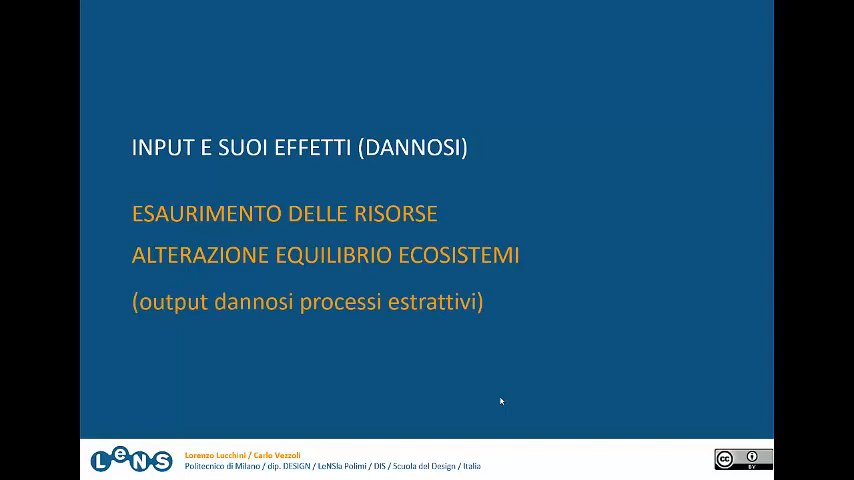 INPUT E SUOI EFFETTI (DANNOSI)
ESAURIMENTO DELLE RISORSE
ALTERAZIONE EQUILIBRIO ECOSISTEMI
(output dannosi processi estrattivi)
LeNS
Lorenzo Lucchini / Carlo Vezzoli
Politecnico di Milano / dip. DESIGN / LeNSla Polimi / DIS / Scuola del Design / Italia
cc
BY